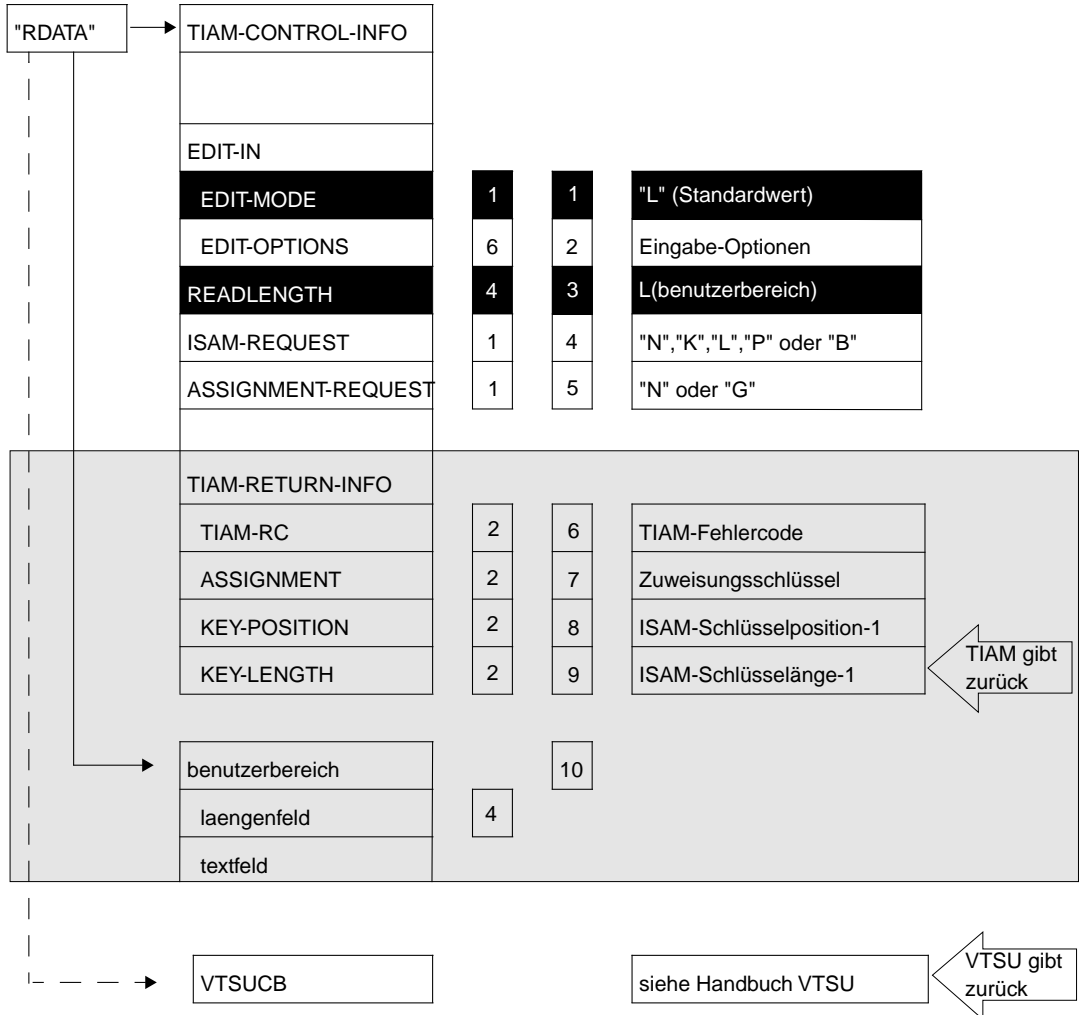 "RDATA" TIAM-CONTROL-INFO
EDIT-IN
EDIT-MODE 1 1 "L" (Standardwert)
EDIT-OPTIONS 6 2 Eingabe-Optionen
READLENGTH 4 3 L(benutzerbereich)
ISAM-REQUEST 1 4 "N","K","L","P" oder "B"
ASSIGNMENT-REQUEST 1 5 "N" oder "G"
TIAM-RETURN-INFO
TIAM-RC 2 6 TIAM-Fehlercode
ASSIGNMENT 2 7 Zuweisungsschlüssel
KEY-POSITION 2 8 ISAM-Schlüsselposition-1
KEY-LENGTH 2 9 ISAM-Schlüsselänge-1
TIAM gibt
zurück
benutzerbereich 10
laengenfeld 4
textfeld
VTSUCB siehe Handbuch VTSU
VTSU gibt
zurück